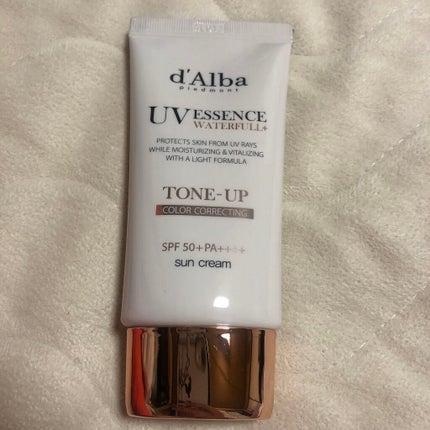 d'Alba
piedmont
UV ESSENCE
WATERFULL+
PROTECTS SKIN FROM UV RAYS
WHILE MOISTURIZING & VITALIZING
WITH A LIGHT FORMULA
TONE-UP
COLOR CORRECTING
SPF 50+ PA++++
sun cream